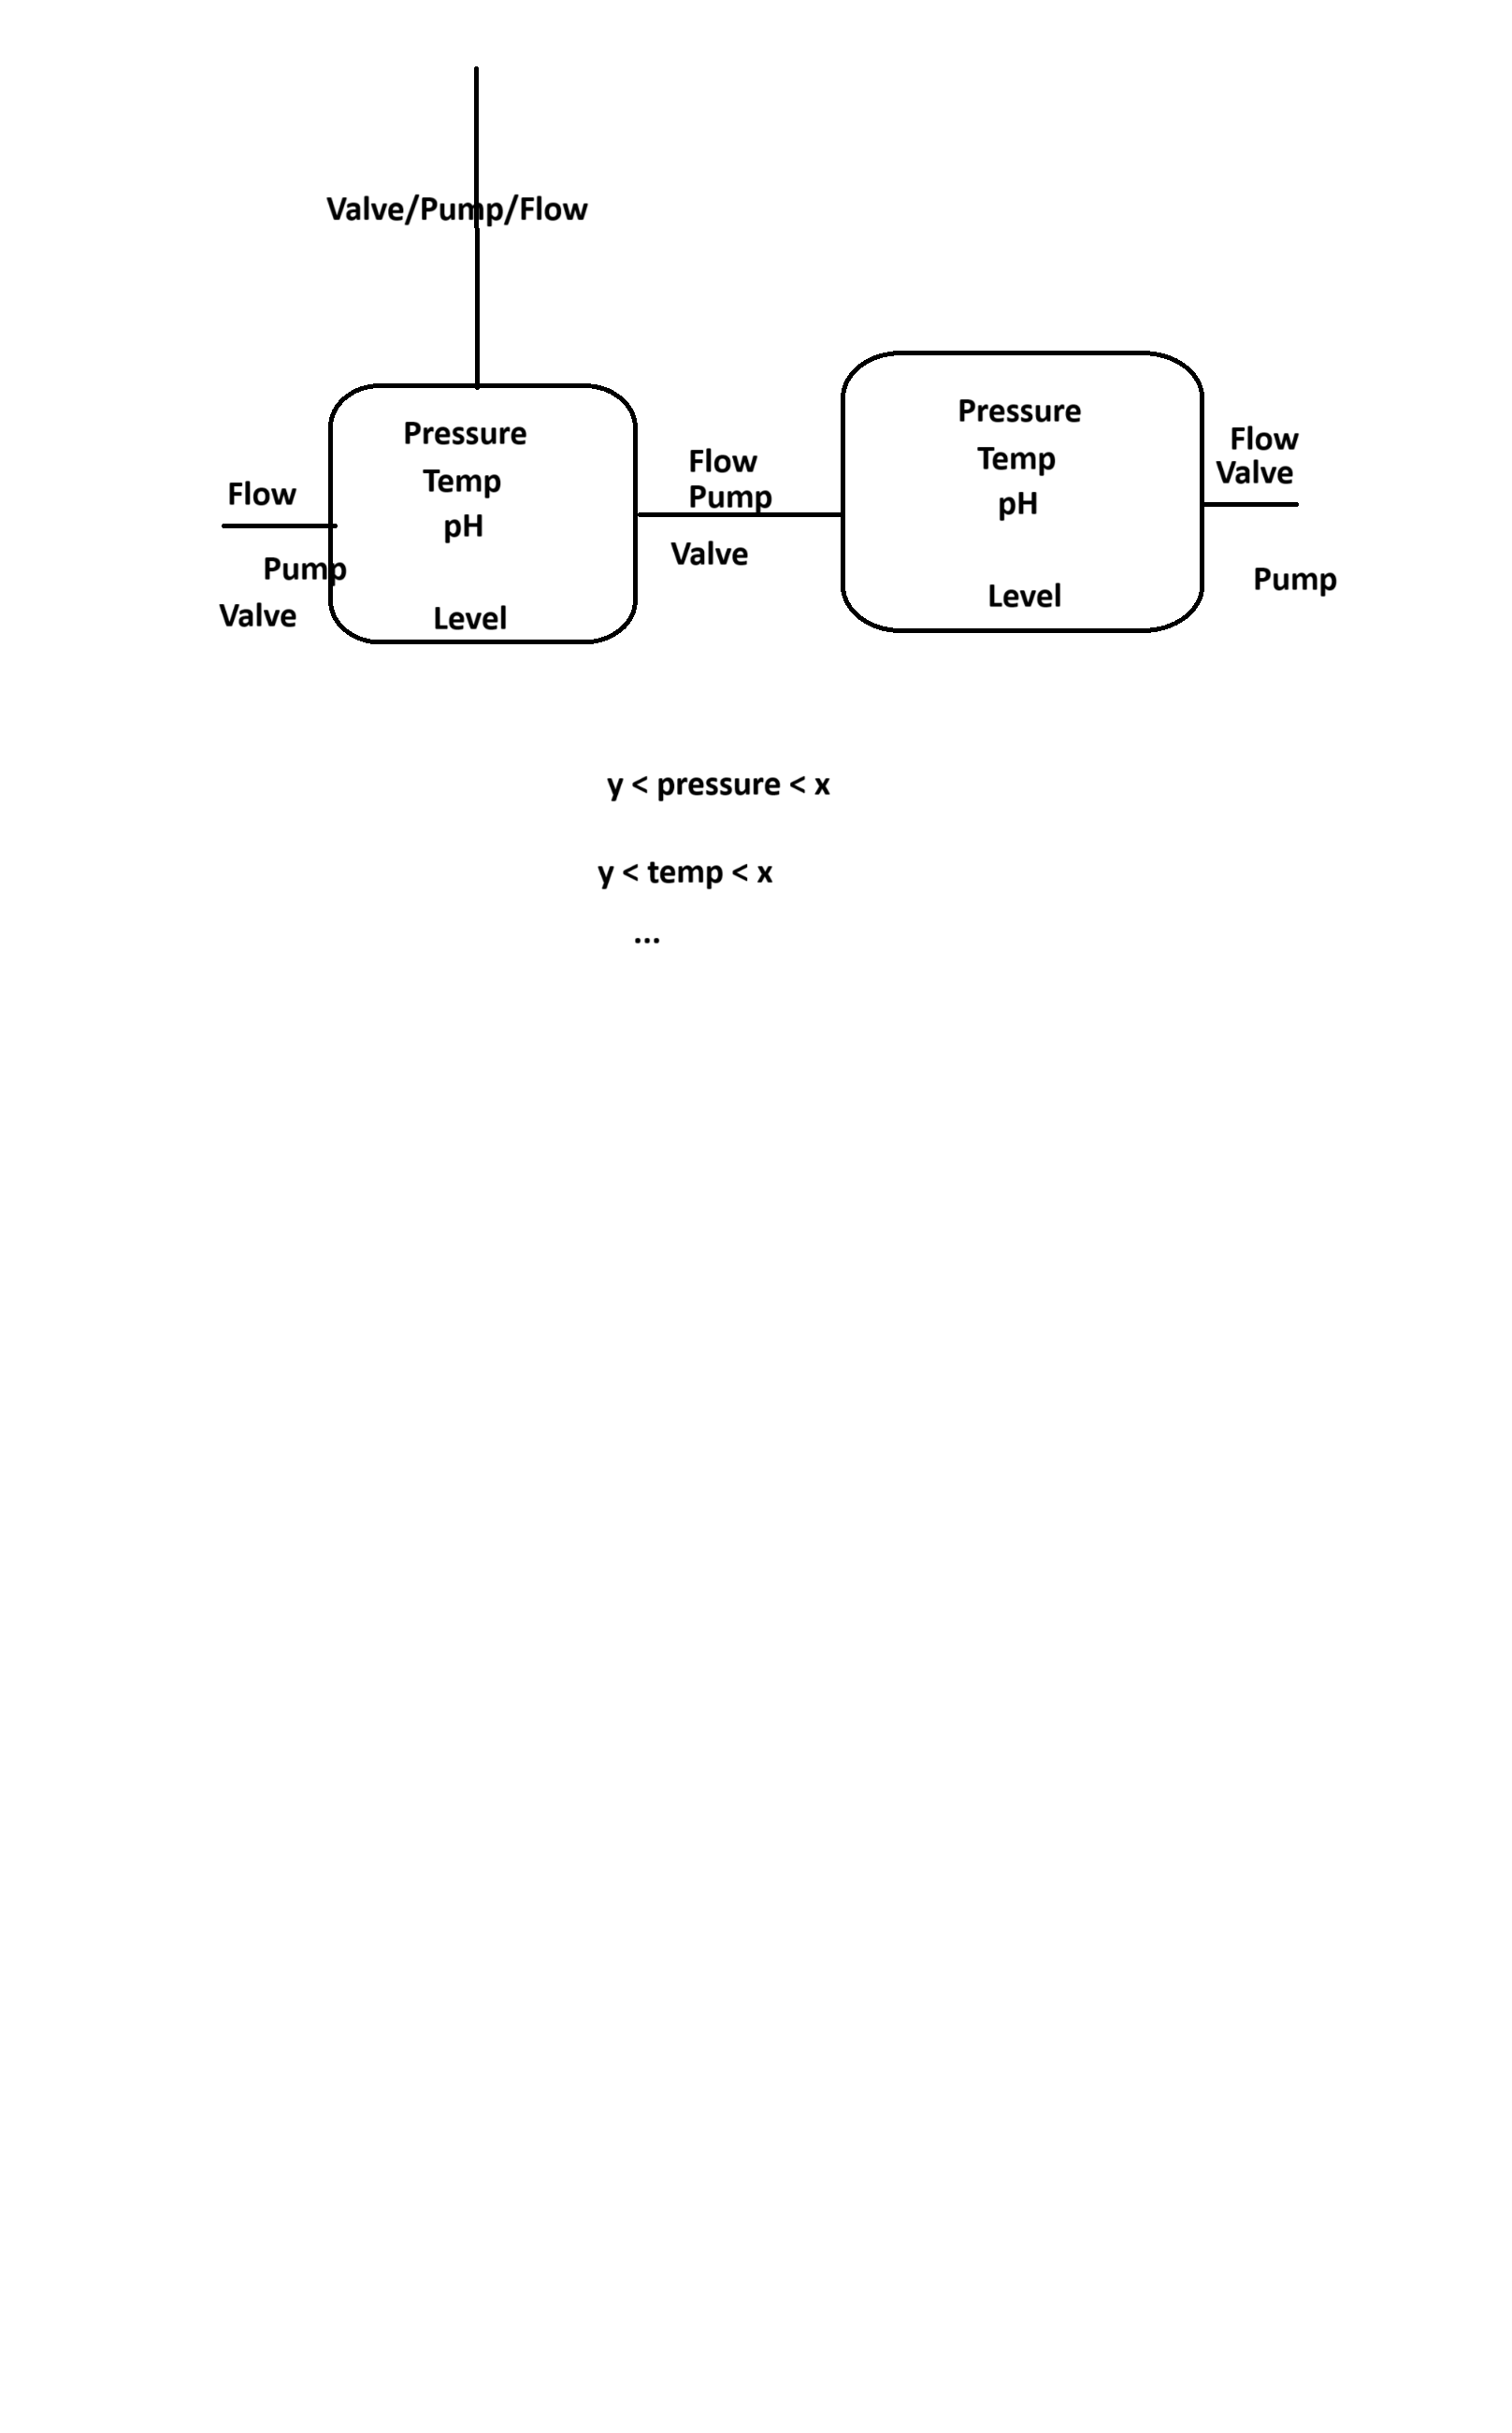 Valve/Pump/Flow
Pressure
Temp
pH
Level
Flow
Pump
Valve
Flow
Pump
Valve
Pressure
Temp
pH
Level
Flow
Valve
Pump
y < pressure < x
y < temp < x
...